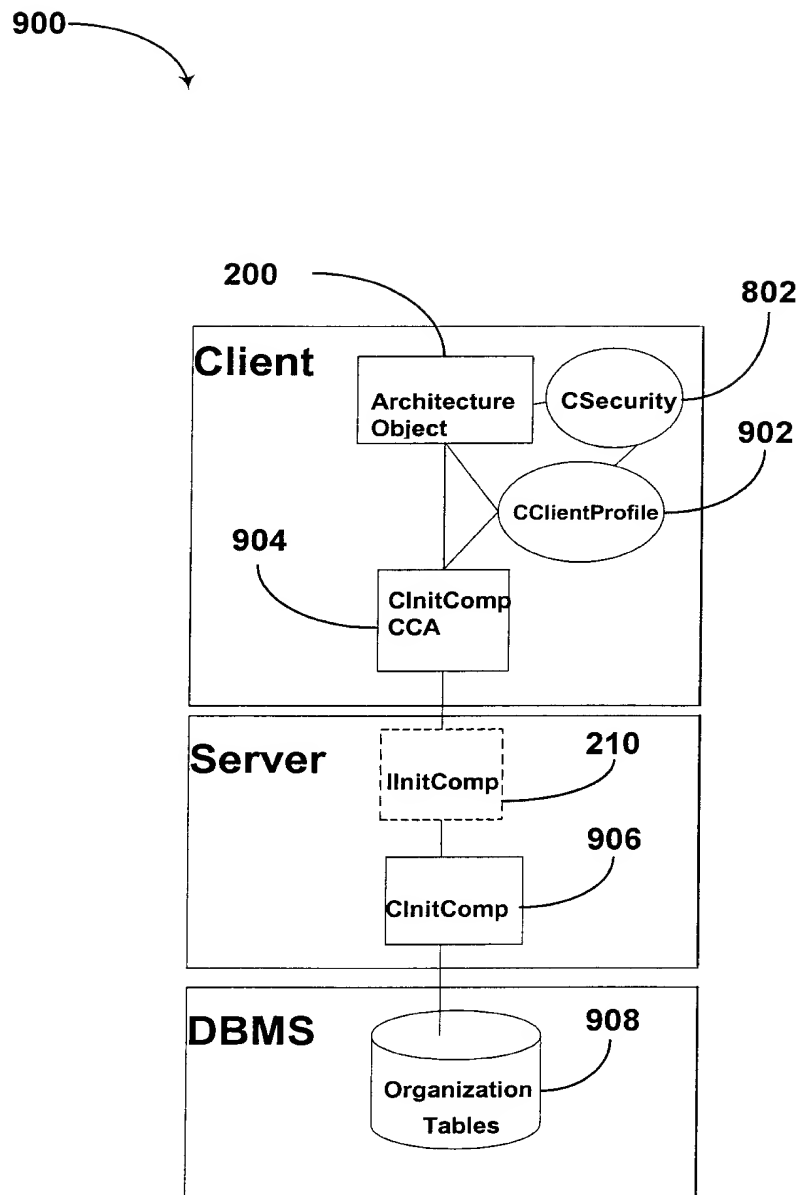 900
200
802
Client
Architecture
Object
CSecurity
902
CClientProfile
904
CInitComp
CCA
Server
210
IInitComp
906
CInitComp
DBMS
908
Organization
Tables